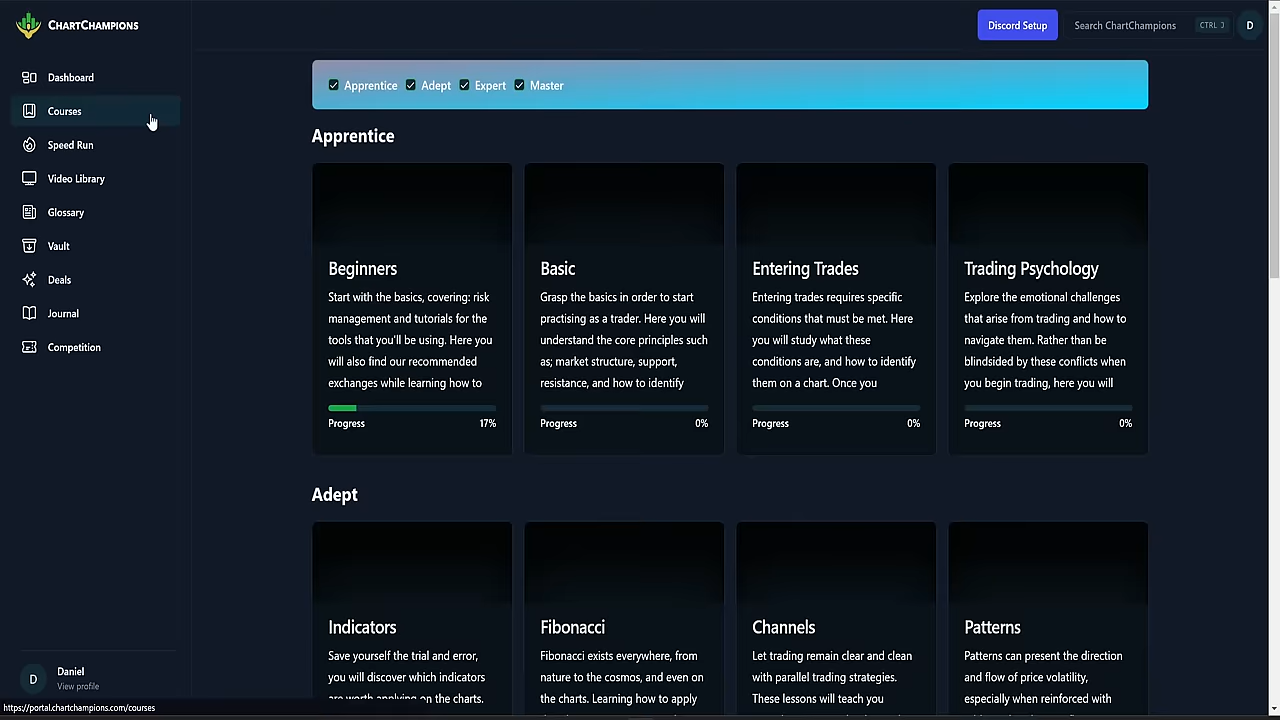 ChartChampions
Discord Setup
Search ChartChampions
CTRL J
D
Dashboard
Courses
Speed Run
Video Library
Glossary
Vault
Deals
Journal
Competition
Apprentice Adept Expert Master
Apprentice
Beginners
Start with the basics, covering: risk
management and tutorials for the
tools that you'll be using. Here you
will also find our recommended
exchanges while learning how to
Progress 17%
Basic
Grasp the basics in order to start
practising as a trader. Here you will
understand the core principles such
as; market structure, support,
resistance, and how to identify
Progress 0%
Entering Trades
Entering trades requires specific
conditions that must be met. Here
you will study what these
conditions are, and how to identify
them on a chart. Once you
Progress 0%
Trading Psychology
Explore the emotional challenges
that arise from trading and how to
navigate them. Rather than be
blindsided by these conflicts when
you begin trading, here you will
Progress 0%
Adept
Indicators
Save yourself the trial and error,
you will discover which indicators
are worth applying on the charts.
Fibonacci
Fibonacci exists everywhere, from
nature to the cosmos, and even on
the charts. Learning how to apply
Channels
Let trading remain clear and clean
with parallel trading strategies.
These lessons will teach you
Patterns
Patterns can present the direction
and flow of price volatility,
especially when reinforced with
D
Daniel
View profile
https://portal.chartchampions.com/courses